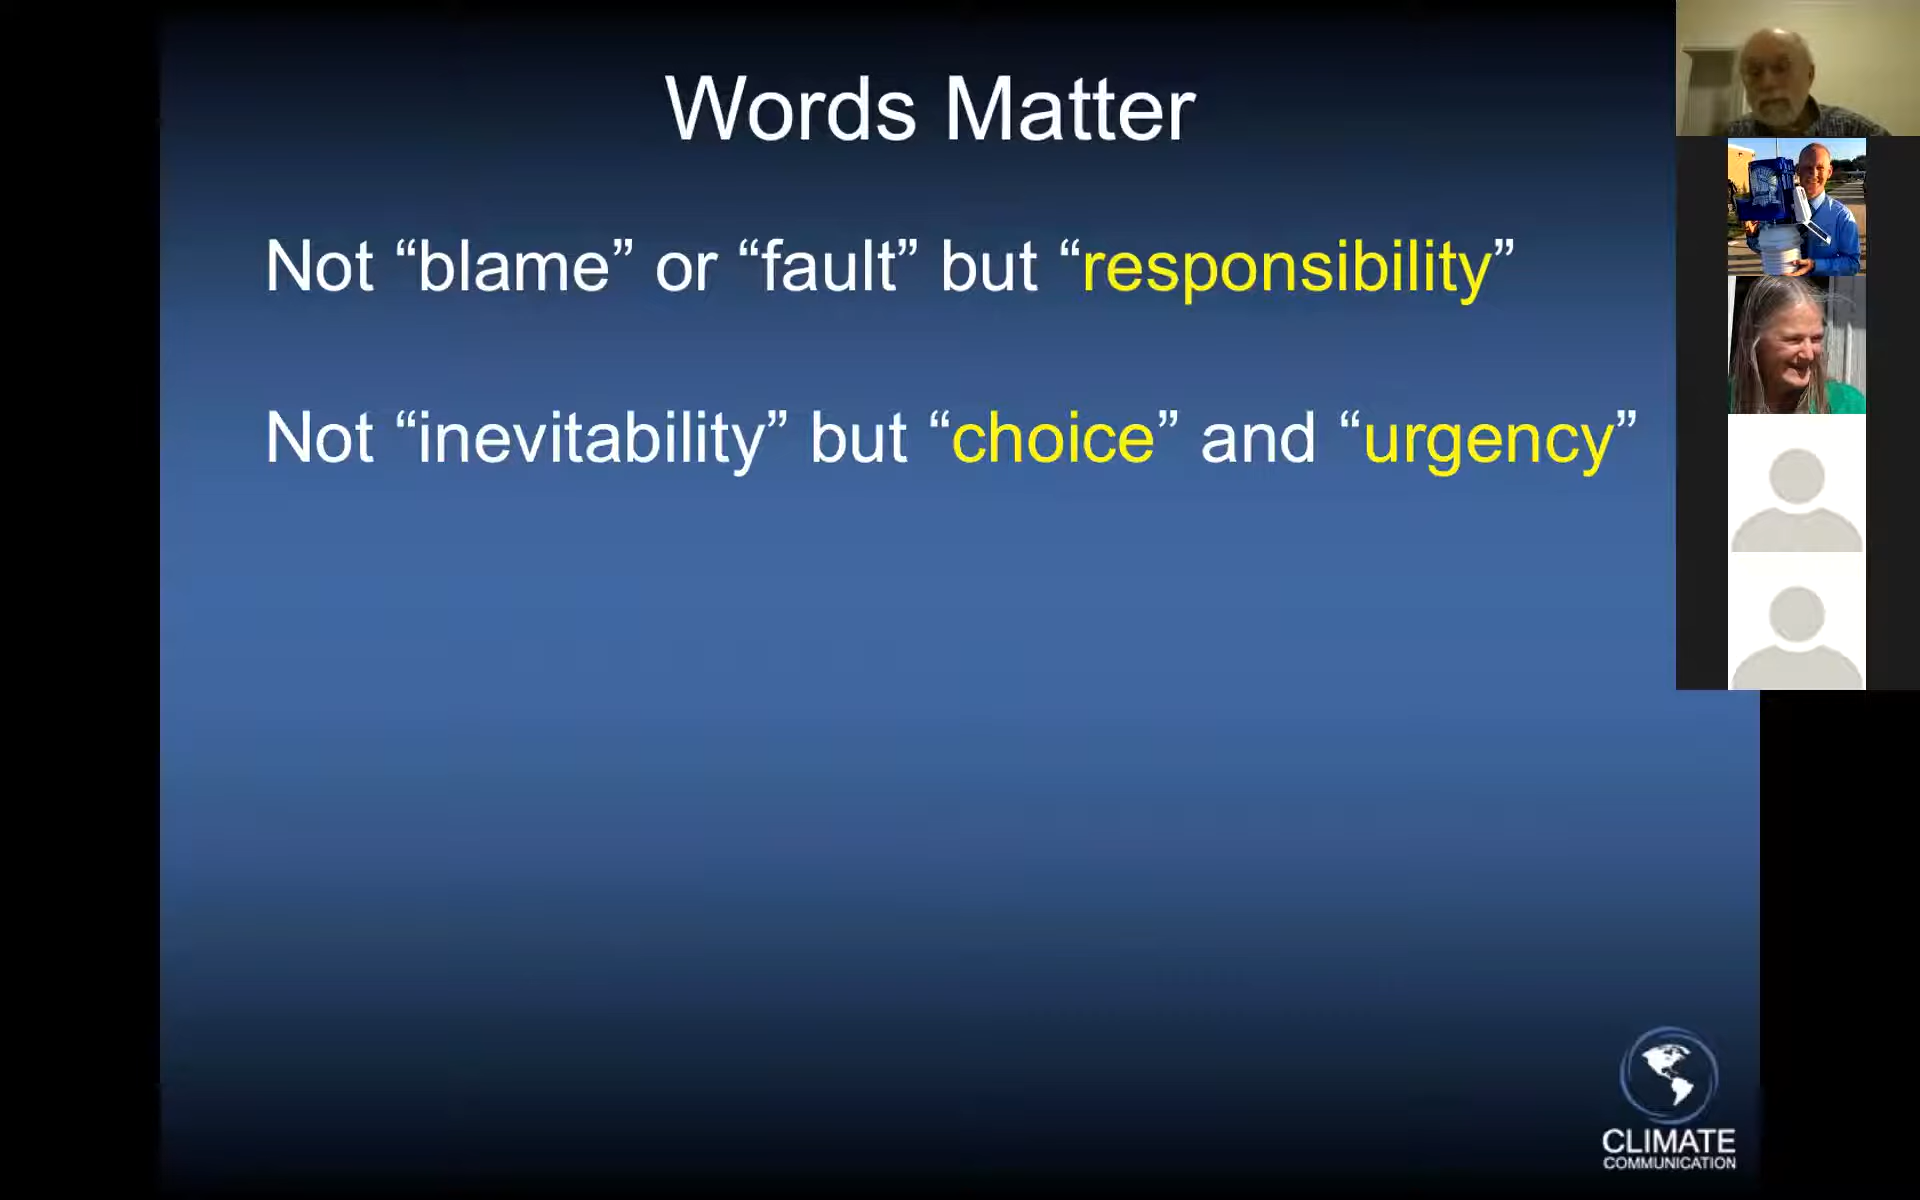 Words Matter
Not “blame” or “fault” but “responsibility”
Not “inevitability” but “choice” and “urgency”
CLIMATE
COMMUNICATION